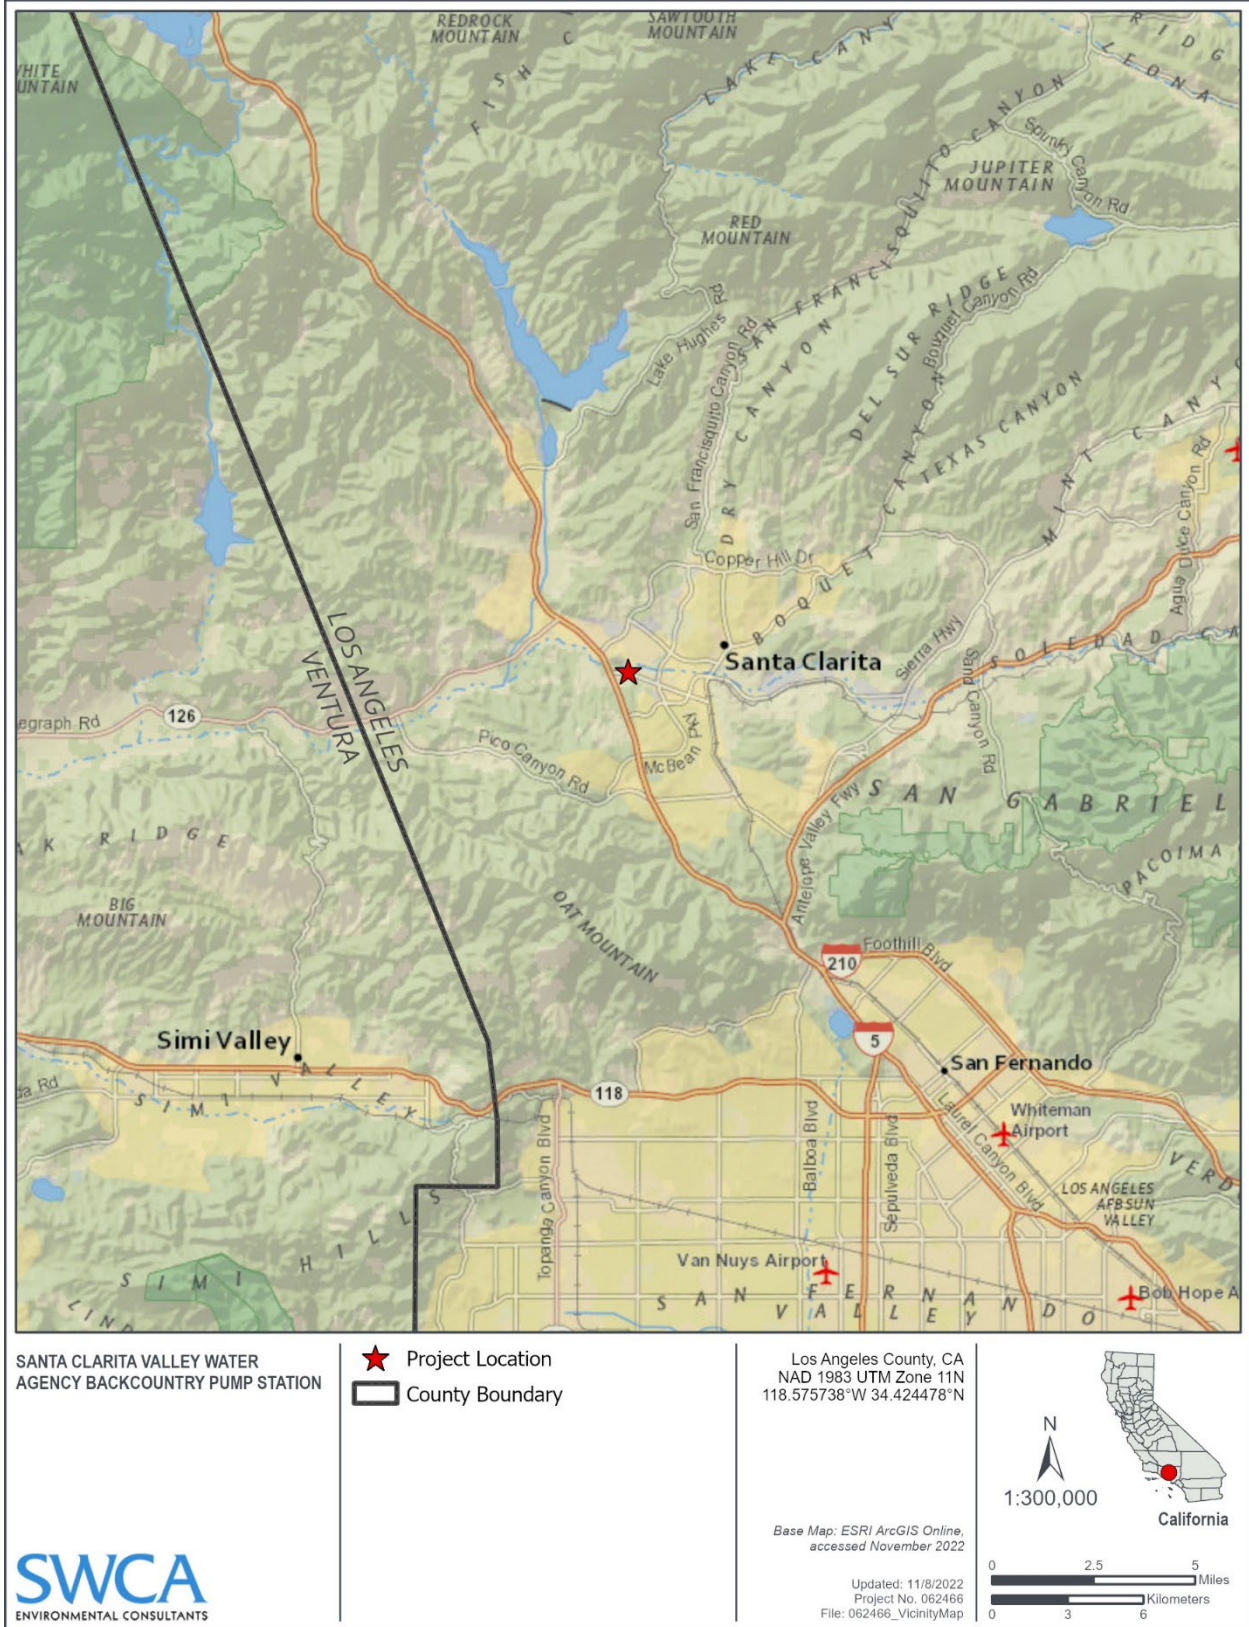 REDROCK
MOUNTAIN
SAWTOOTH
MOUNTAIN
FISH C
LAKE CANY
RIDG
LEONA
WHITE
UNTAIN
SAN FRANCISQUITO CANYON
Spunky Canyon Rd
JUPITER
MOUNTAIN
RED
MOUNTAIN
Lake Hughes Rd
San Francisquito Canyon Rd
DRY CANYON
DEL SUR RIDGE
Bouquet Canyon Rd
BOQUET CANYON
TEXAS CANYON
MINT CANYO
Agua Dulce Canyon Rd
Copper Hill Dr
Santa Clarita
Sierra Hwy
Sand Canyon Rd
SOLEDAD CA
LOS ANGELES
VENTURA
egraph Rd
126
Pico Canyon Rd
McBean Pky
Antelope Valley Fwy
SAN GABRIEL
PACOIMA
AK RIDGE
BIG
MOUNTAIN
OAT MOUNTAIN
210
Foothill Blvd
5
Simi Valley
San Fernando
da Rd
SIMI VALLEY
118
Whiteman
Airport
Laurel Canyon Blvd
Balboa Blvd
Sepulveda Blvd
Topanga Canyon Blvd
VERD
LOS ANGELES
AFB SUN
VALLEY
Van Nuys Airport
SIMI HILLS
LIND
SAN FERNANDO
VALLEY
Bob Hope A
SANTA CLARITA VALLEY WATER
AGENCY BACKCOUNTRY PUMP STATION
Project Location
County Boundary
Los Angeles County, CA
NAD 1983 UTM Zone 11N
118.575738°W 34.424478°N
N
1:300,000
California
Base Map: ESRI ArcGIS Online,
accessed November 2022
Updated: 11/8/2022
Project No. 062466
File: 062466_VicinityMap
0 2.5 5
Miles
Kilometers
0 3 6
SWCA
ENVIRONMENTAL CONSULTANTS